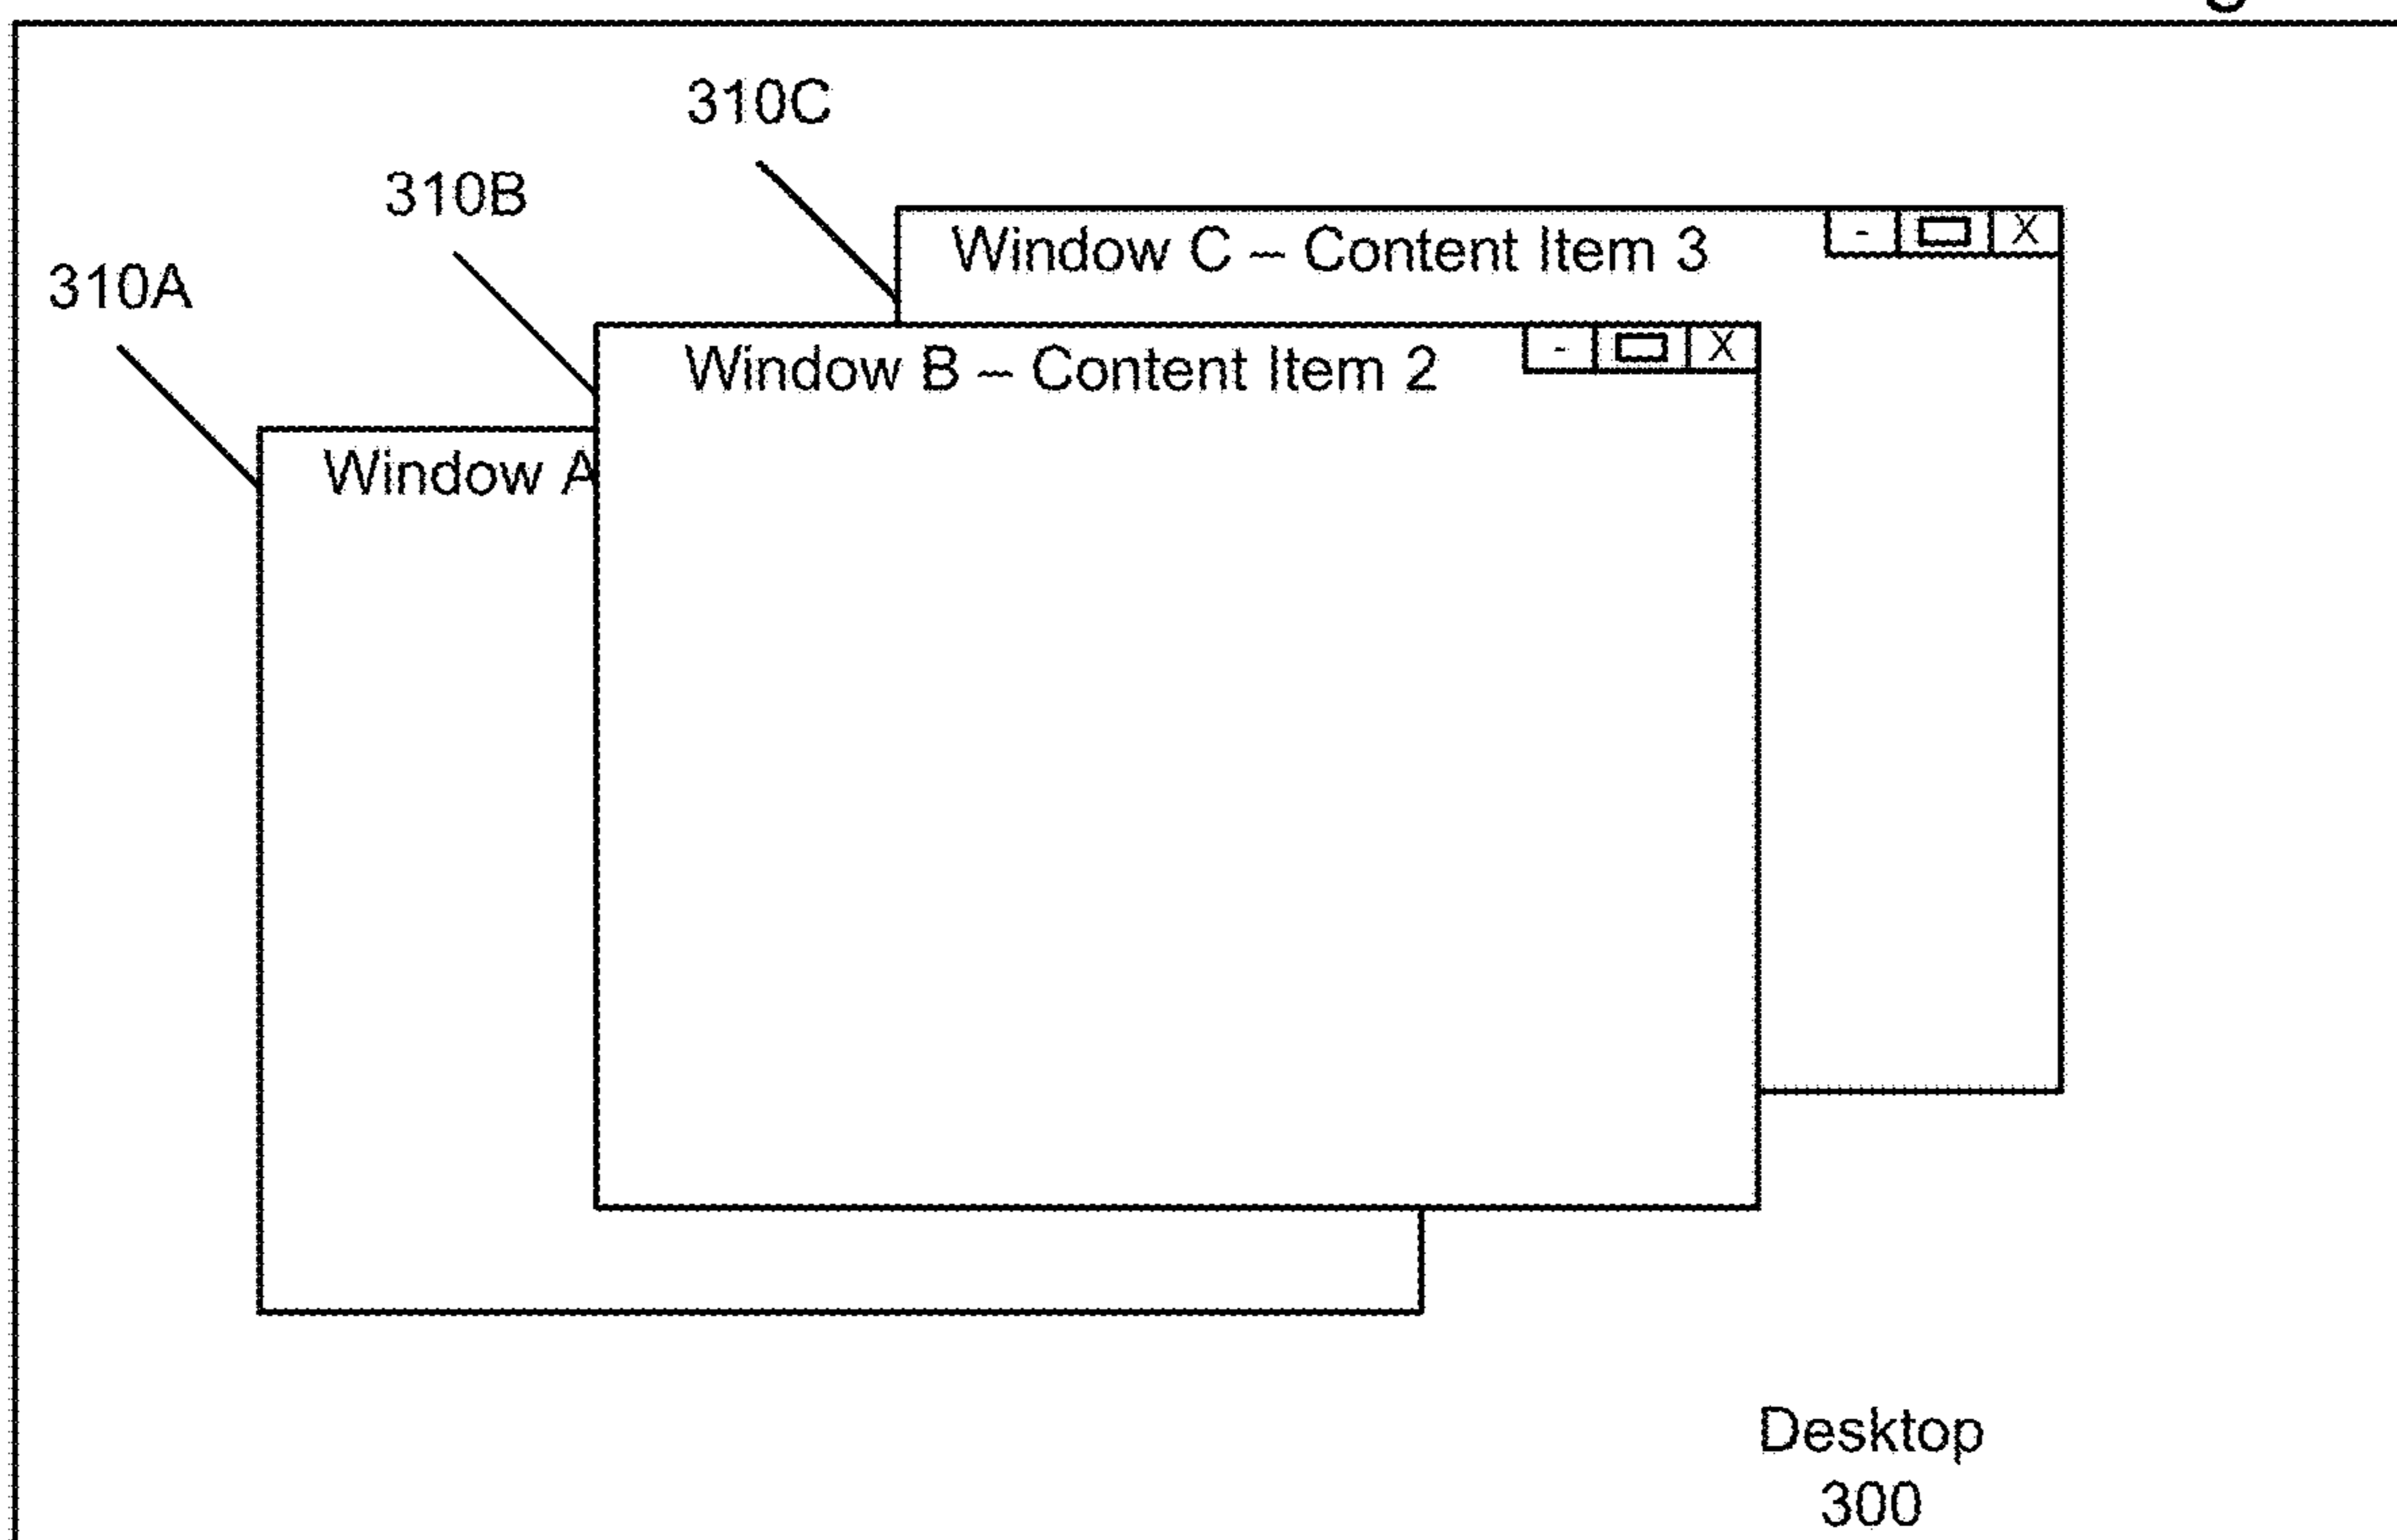 310C
310B
310A
Window C – Content Item 3
- X
Window B – Content Item 2
- X
Window A
Desktop
300